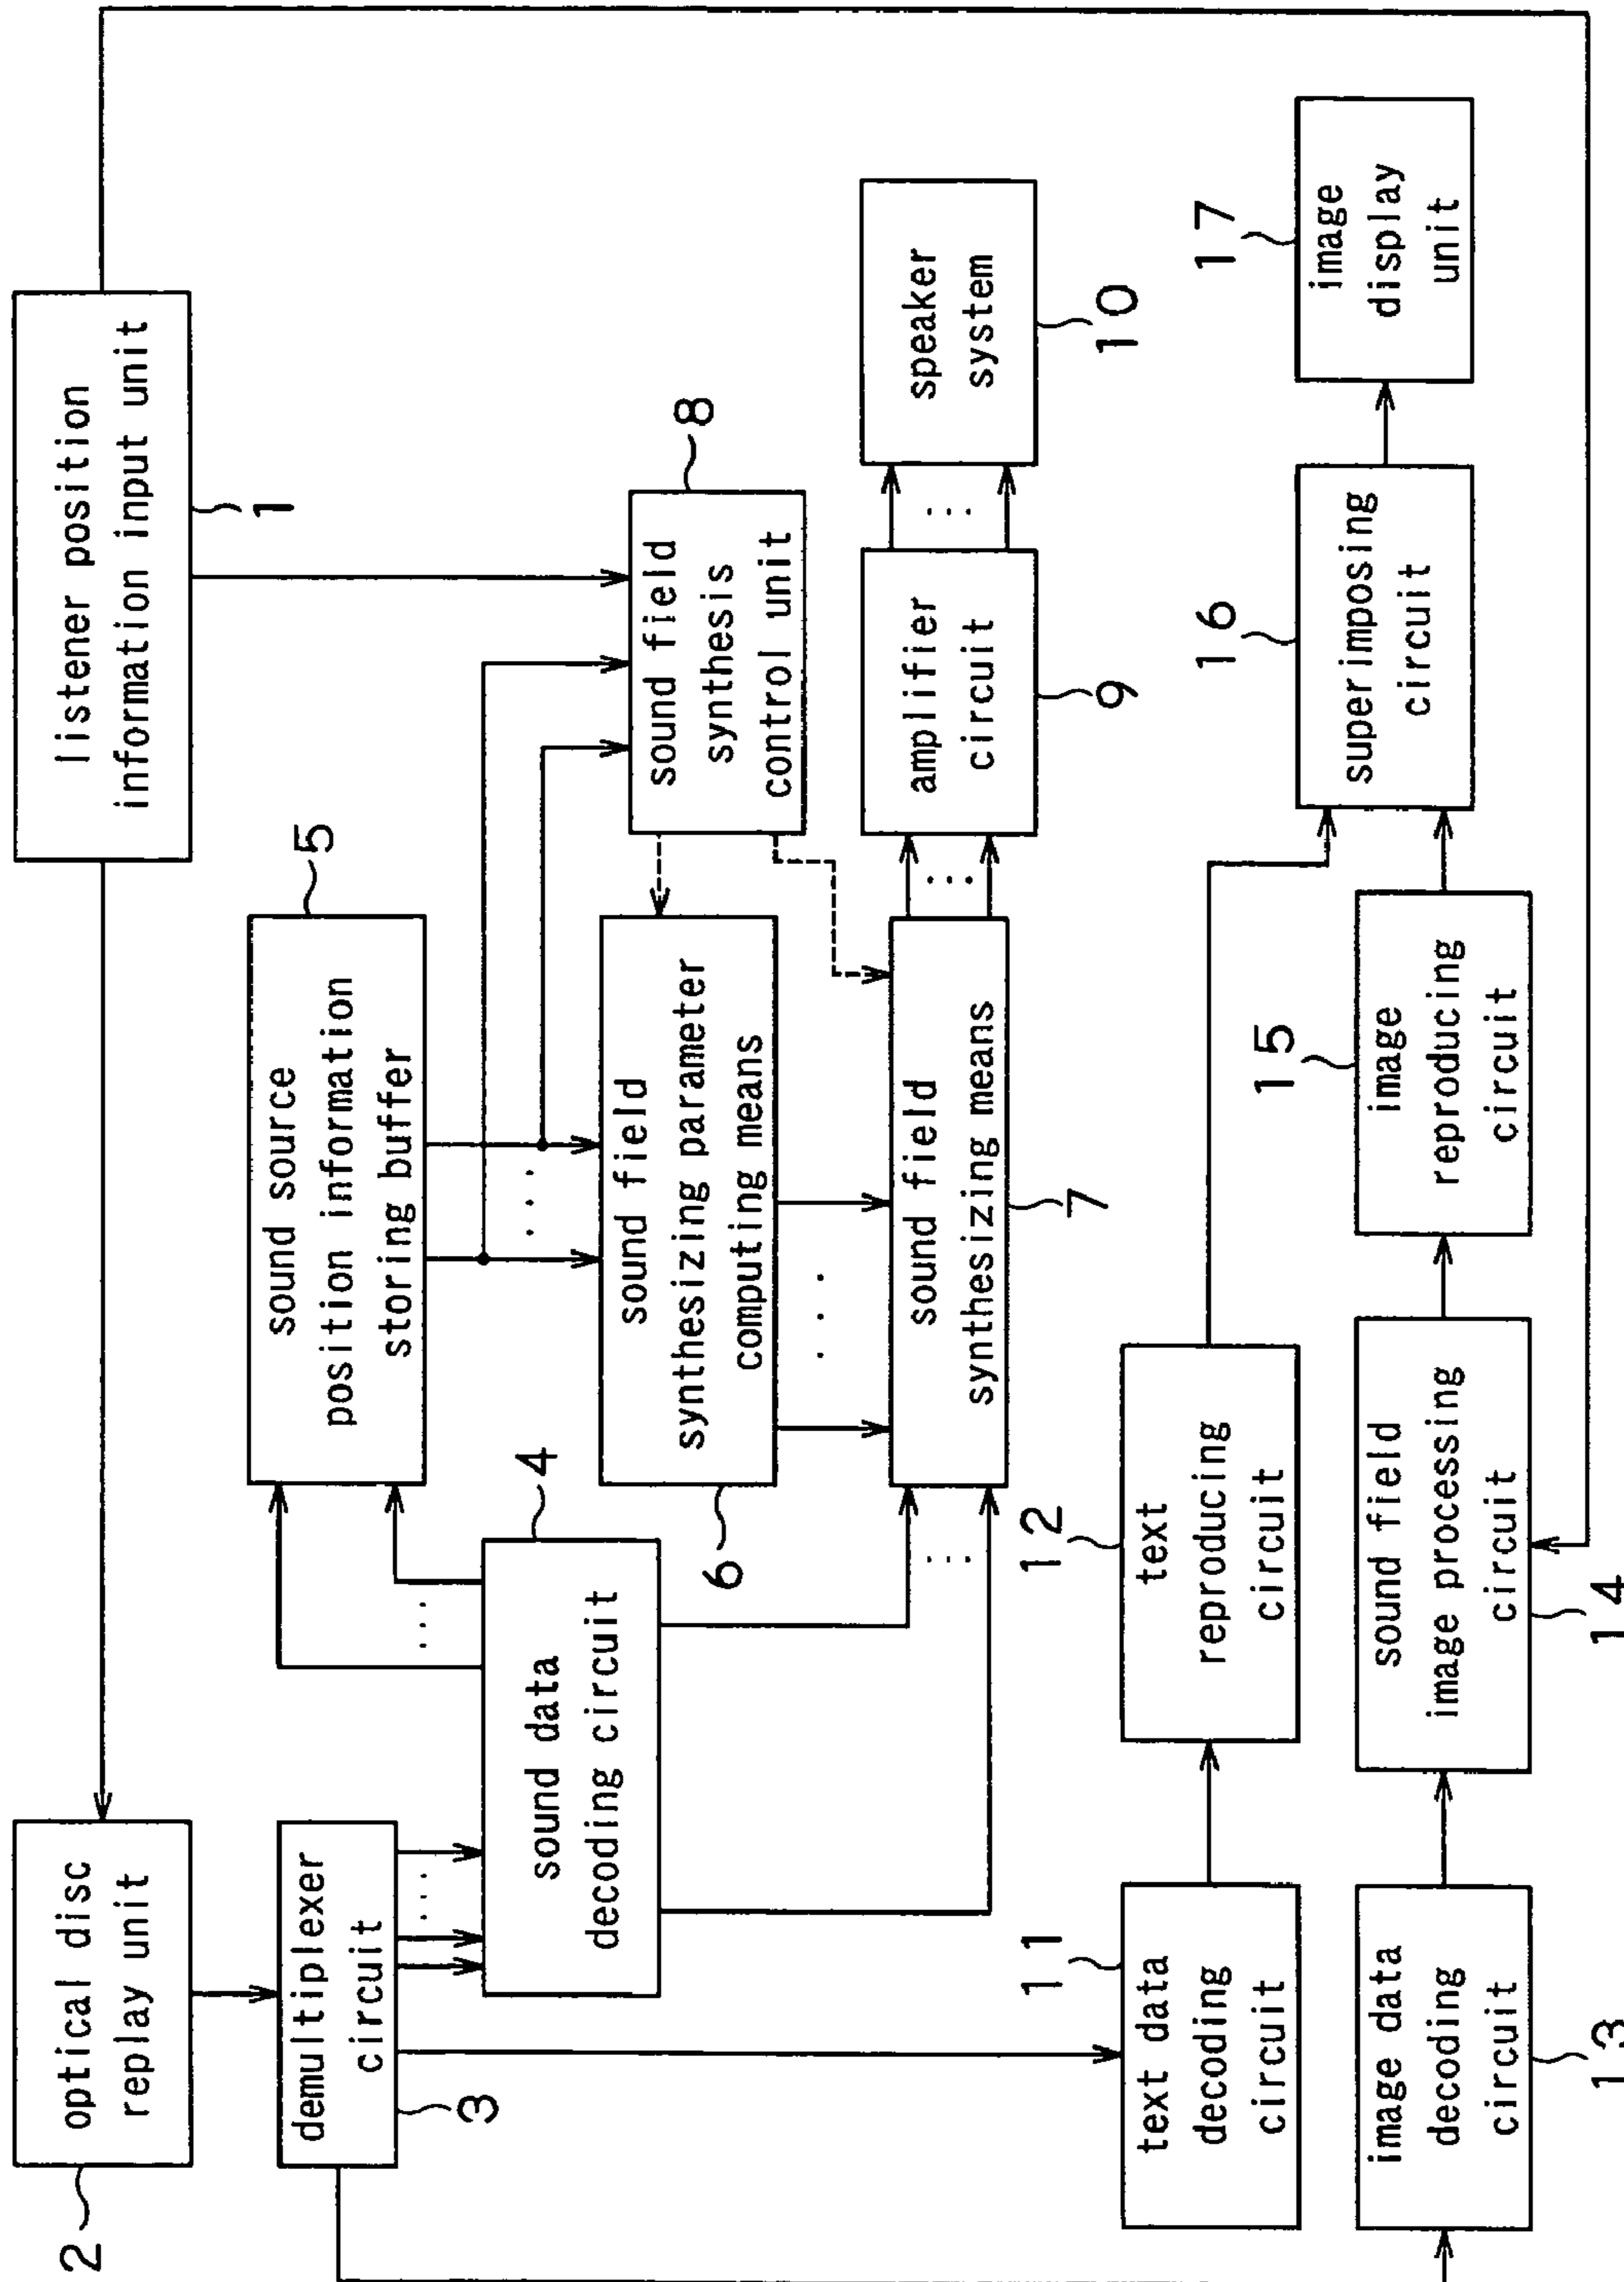 listener position
information input unit
1
optical disc
replay unit
2
demultiplexer
circuit
3
sound data
decoding circuit
4
sound source
position information
storing buffer
5
sound field
synthesizing parameter
computing means
6
sound field
synthesizing means
7
sound field
synthesis
control unit
8
amplifier
circuit
9
speaker
system
10
text data
decoding
circuit
11
text
reproducing
circuit
12
image data
decoding
circuit
13
sound field
image processing
circuit
14
image
reproducing
circuit
15
superimposing
circuit
16
image
display
unit
17